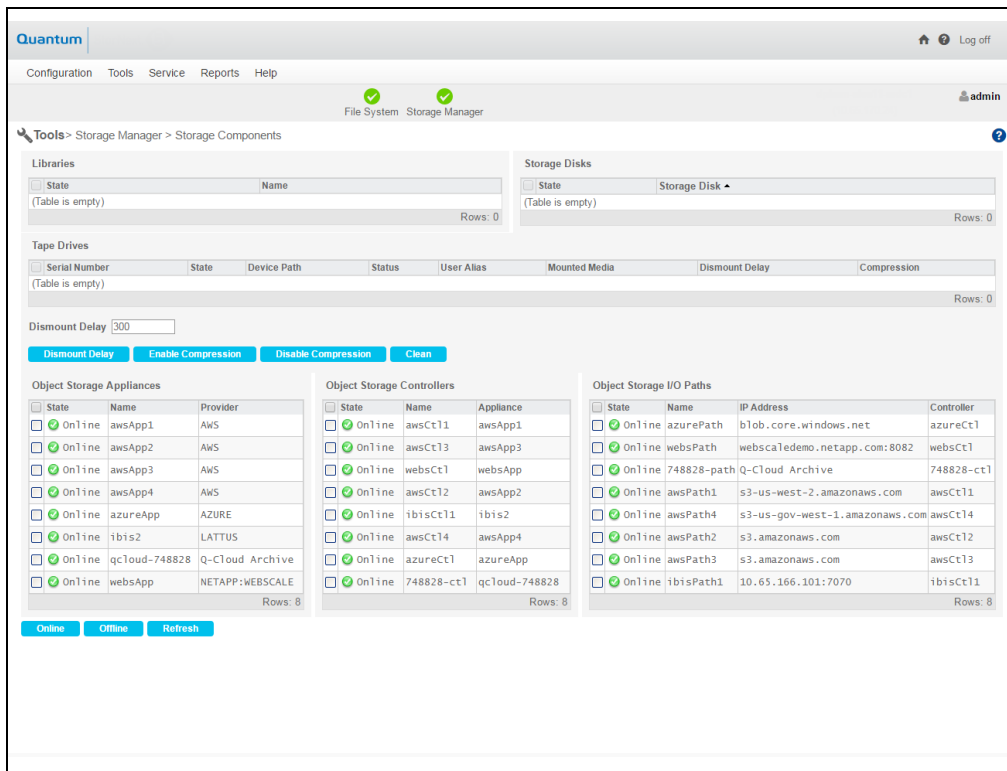 Quantum
Log off
Configuration Tools Service Reports Help
File System Storage Manager
admin
Tools> Storage Manager > Storage Components
?
Libraries
State Name
(Table is empty)
Rows: 0
Storage Disks
State Storage Disk
(Table is empty)
Rows: 0
Tape Drives
Serial Number State Device Path Status User Alias Mounted Media Dismount Delay Compression
(Table is empty)
Rows: 0
Dismount Delay 300
Dismount Delay Enable Compression Disable Compression Clean
Object Storage Appliances
State Name Provider
Online awsApp1 AWS
Online awsApp2 AWS
Online awsApp3 AWS
Online awsApp4 AWS
Online azureApp AZURE
Online ibis2 LATTUS
Online qcloud-748828 Q-Cloud Archive
Online websApp NETAPP:WEBSCALE
Rows: 8
Object Storage Controllers
State Name Appliance
Online awsCtl1 awsApp1
Online awsCtl3 awsApp3
Online websCtl websApp
Online awsCtl2 awsApp2
Online ibisCtl1 ibis2
Online awsCtl4 awsApp4
Online azureCtl azureApp
Online 748828-ctl qcloud-748828
Rows: 8
Object Storage I/O Paths
State Name IP Address Controller
Online azurePath blob.core.windows.net azureCtl
Online websPath webscaledemo.netapp.com:8082 websCtl
Online 748828-path Q-Cloud Archive 748828-ctl
Online awsPath1 s3-us-west-2.amazonaws.com awsCtl1
Online awsPath4 s3-us-gov-west-1.amazonaws.com awsCtl4
Online awsPath2 s3.amazonaws.com awsCtl2
Online awsPath3 s3.amazonaws.com awsCtl3
Online ibisPath1 10.65.166.101:7070 ibisCtl1
Rows: 8
Online Offline Refresh